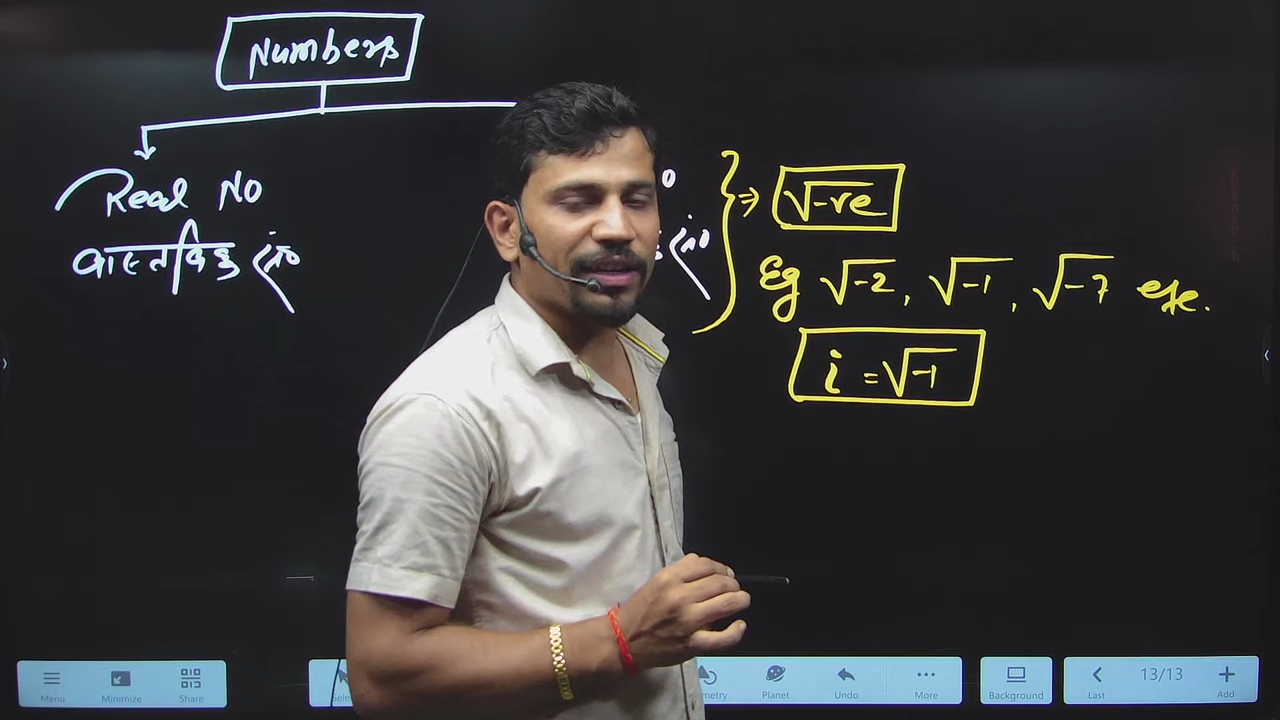 Numbers
Real NO
वास्तविक सं०
सं०
⇒ √-ve
Eg √-2, √-1, √-7 etc.
i = √-1
Menu
Minimize
Share
Planet
Undo
More
Background
Last
13/13
Add